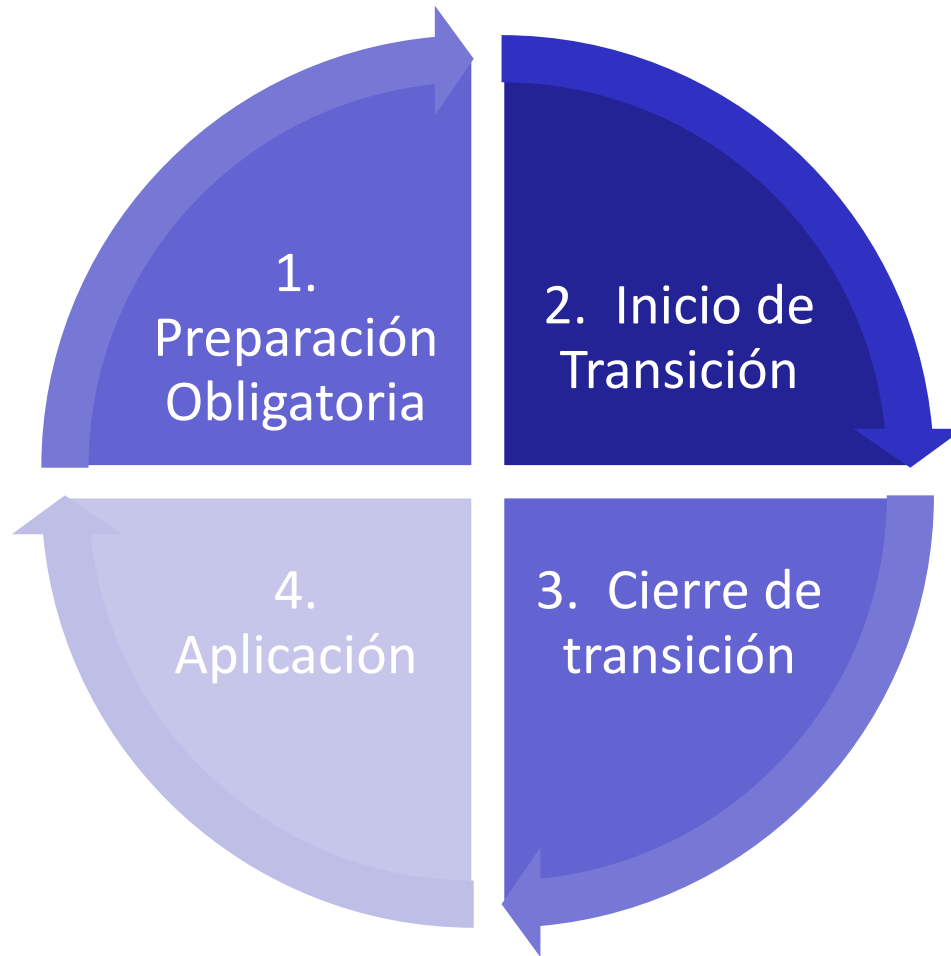 1.
Preparación
Obligatoria
2. Inicio de
Transición
3. Cierre de
transición
4.
Aplicación